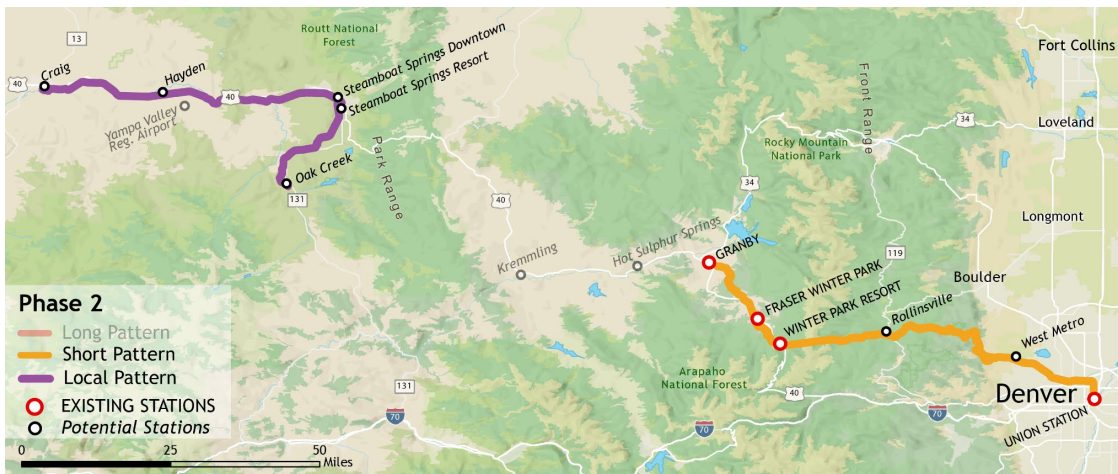 Routt National
Forest
13
40
Craig
Hayden
40
Steamboat Springs Downtown
Steamboat Springs Resort
Yampa Valley
Reg. Airport
Oak Creek
131
Park Range
40
Kremmling
Hot Sulphur Springs
34
Rocky Mountain
National Park
Front Range
34
Fort Collins
Loveland
Longmont
119
Boulder
GRANBY
FRASER WINTER PARK
WINTER PARK RESORT
Rollinsville
West Metro
Denver
UNION STATION
Arapaho
National Forest
40
70
70
70
131
Phase 2
Long Pattern
Short Pattern
Local Pattern
EXISTING STATIONS
Potential Stations
0 25 50 Miles